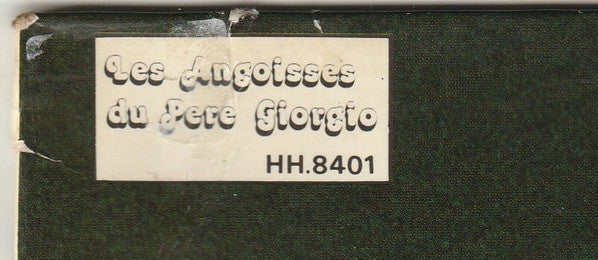 Les Angoisses
du Pere Giorgio
HH.8401